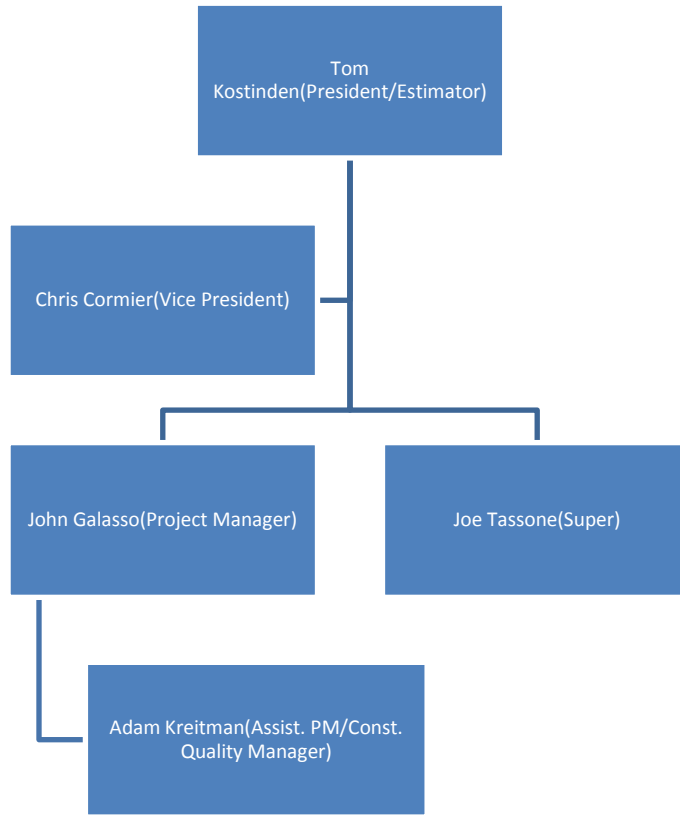 Tom
Kostinden(President/Estimator)
Chris Cormier(Vice President)
John Galasso(Project Manager)
Joe Tassone(Super)
Adam Kreitman(Assist. PM/Const.
Quality Manager)